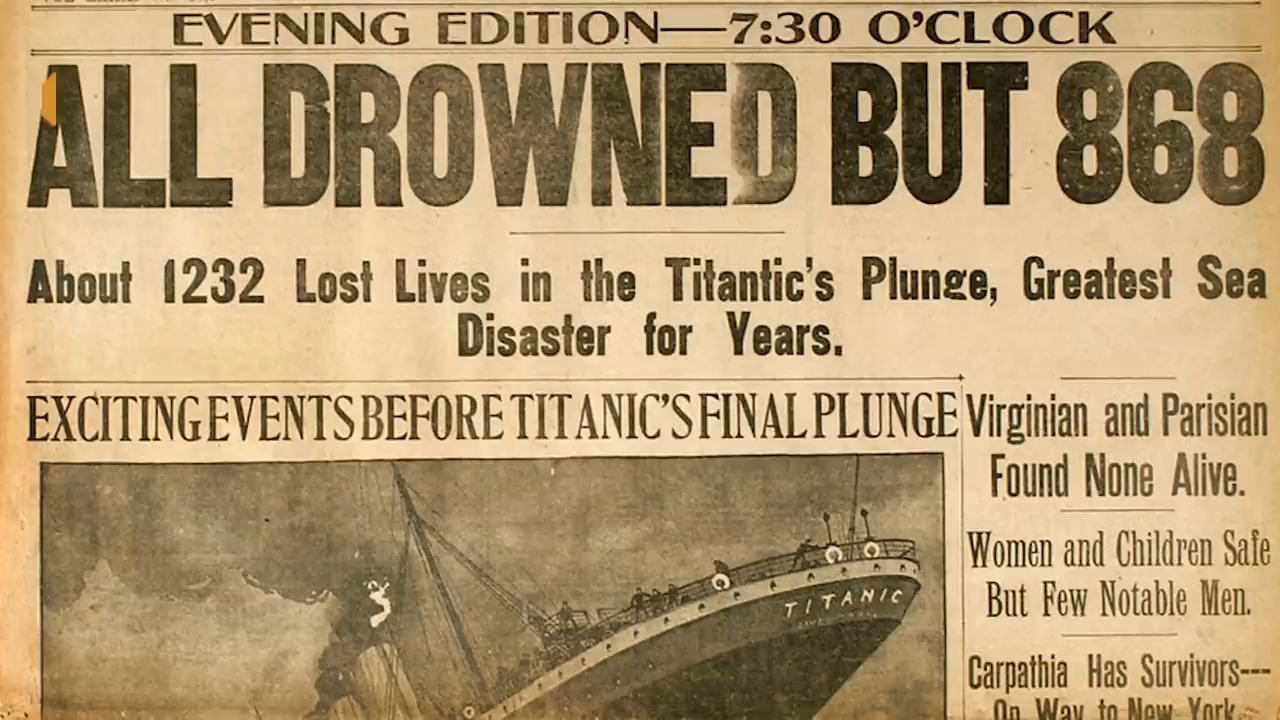 EVENING EDITION—7:30 O'CLOCK
ALL DROWNED BUT 868
About 1232 Lost Lives in the Titantic's Plunge, Greatest Sea
Disaster for Years.
EXCITING EVENTS BEFORE TITANIC'S FINAL PLUNGE
TITANIC
Virginian and Parisian
Found None Alive.
Women and Children Safe
But Few Notable Men.
Carpathia Has Survivors---
On Way to New York